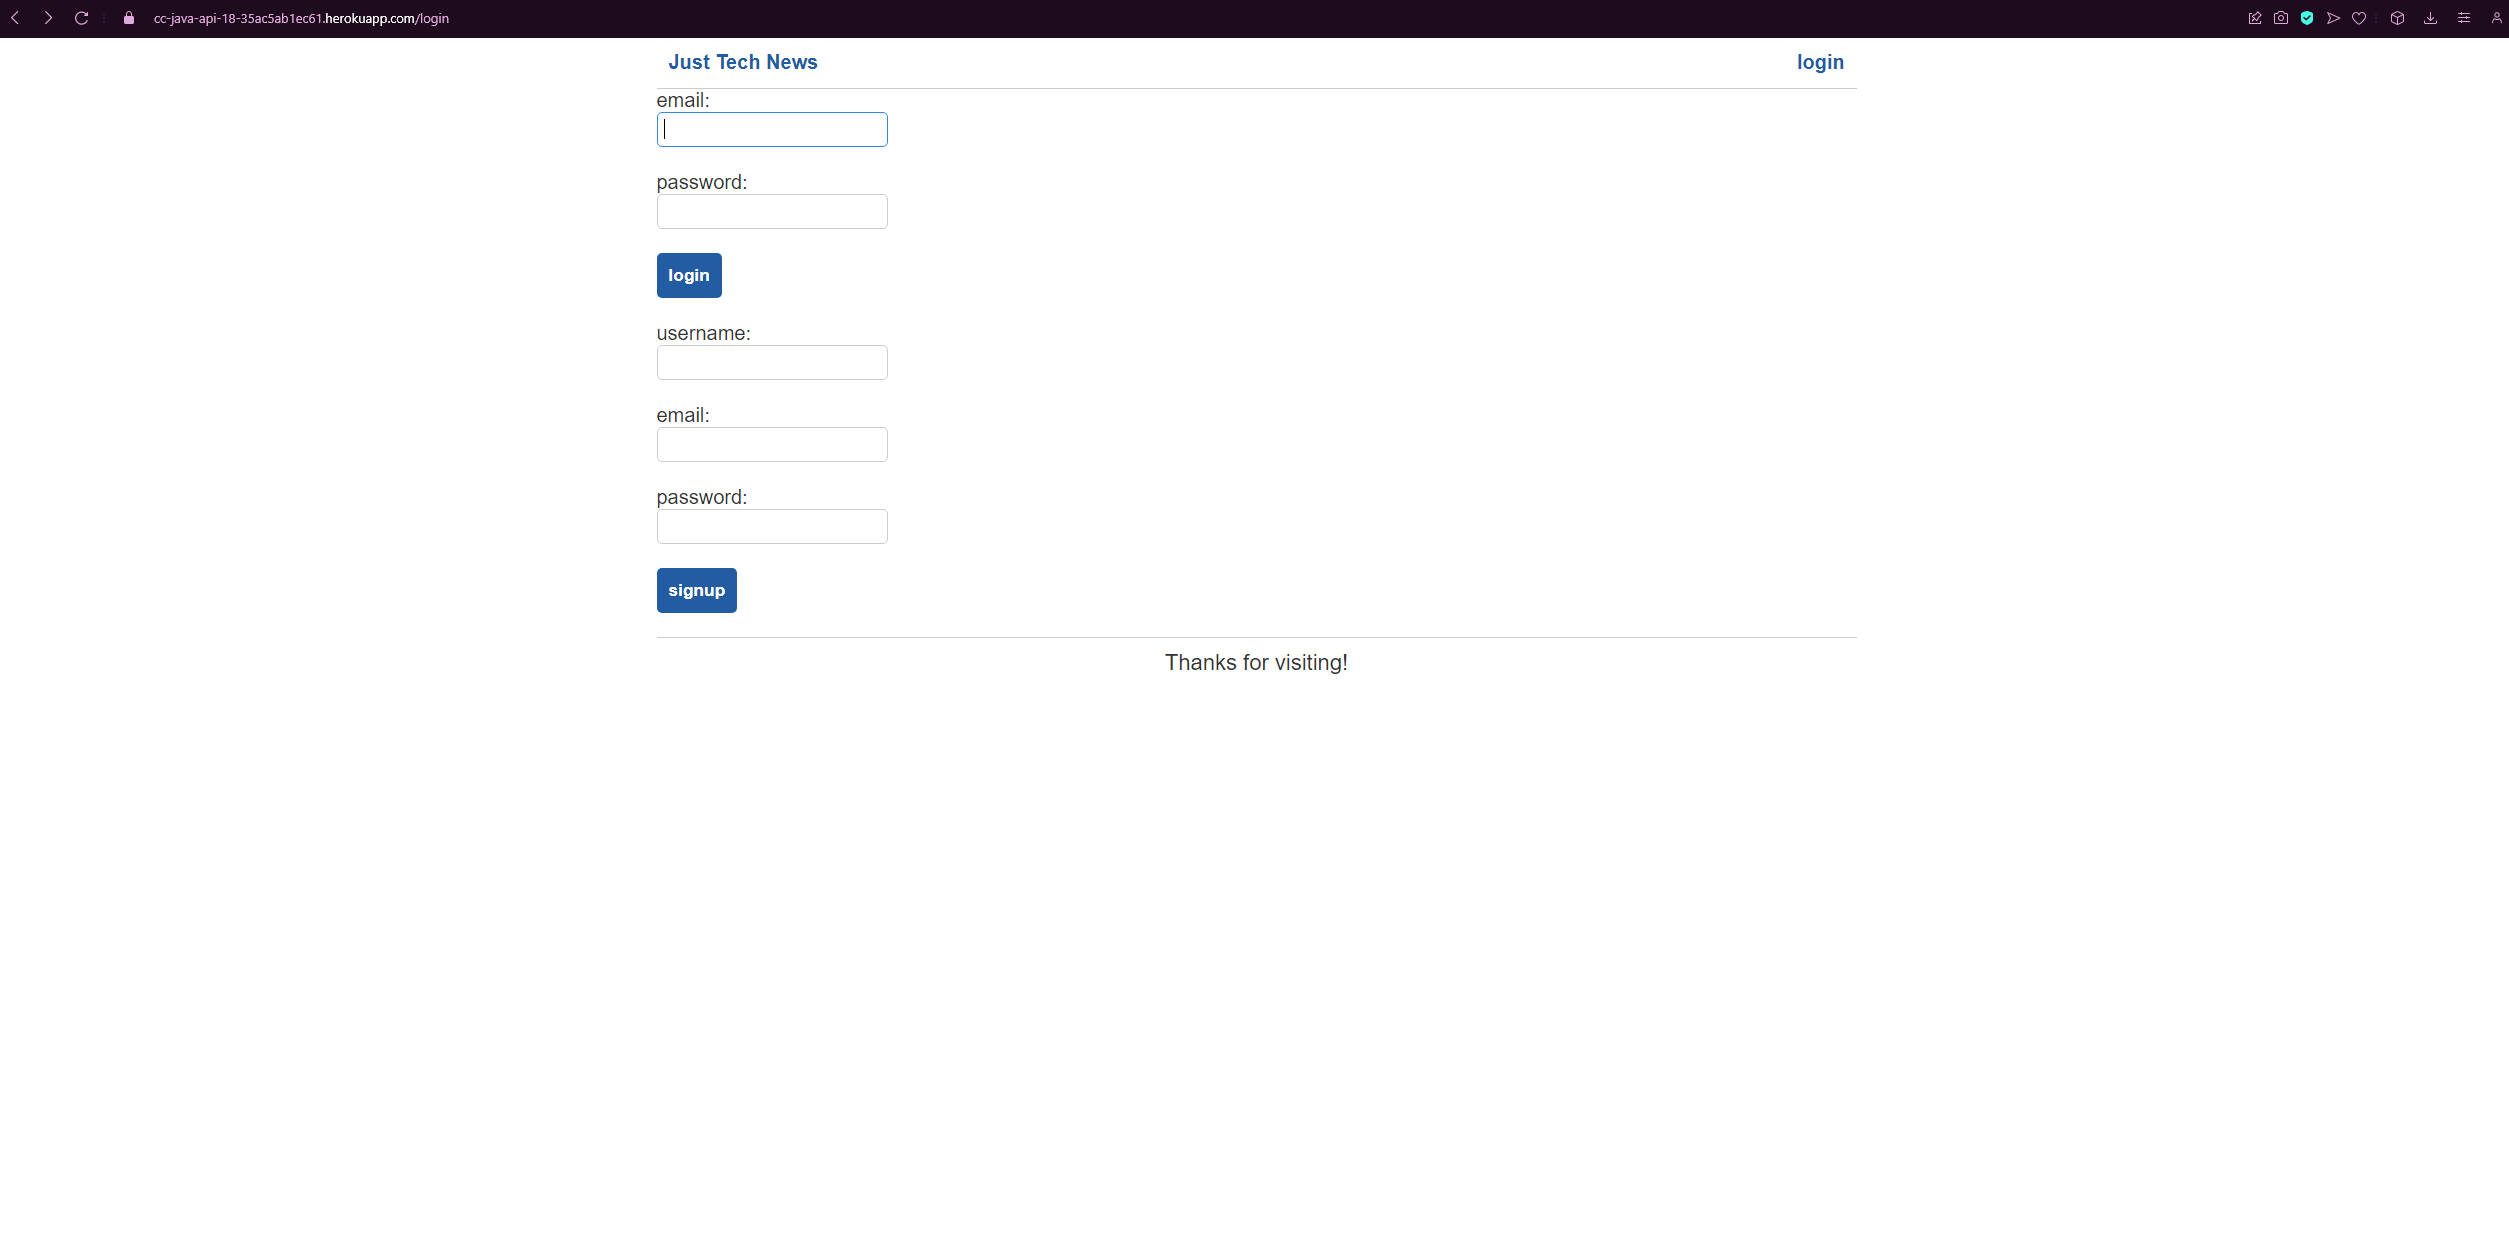 cc-java-api-18-35ac5ab1ec61.herokuapp.com/login
Just Tech News login
email:
password:
login
username:
email:
password:
signup
Thanks for visiting!